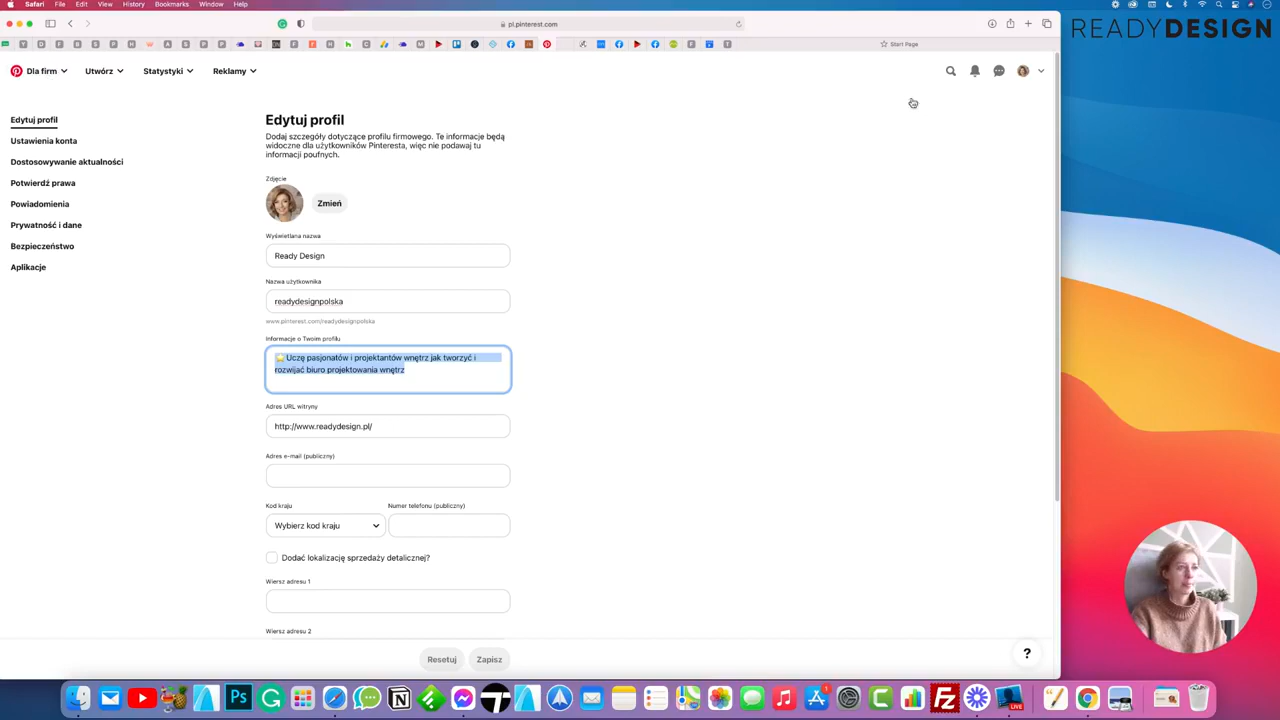 Safari File Edit View History Bookmarks Window Help
pl.pinterest.com
READYDESIGN
Start Page
Dla firm Utwórz Statystyki Reklamy
Edytuj profil
Ustawienia konta
Dostosowywanie aktualności
Potwierdź prawa
Powiadomienia
Prywatność i dane
Bezpieczeństwo
Aplikacje
Edytuj profil
Dodaj szczegóły dotyczące profilu firmowego. Te informacje będą
widoczne dla użytkowników Pinteresta, więc nie podawaj tu
informacji poufnych.
Zdjęcie
Zmień
Wyświetlana nazwa
Ready Design
Nazwa użytkownika
readydesignpolska
www.pinterest.com/readydesignpolska
Informacje o Twoim profilu
⭐Uczę pasjonatów i projektantów wnętrz jak tworzyć i
rozwijać biuro projektowania wnętrz
Adres URL witryny
http://www.readydesign.pl/
Adres e-mail (publiczny)
Kod kraju Numer telefonu (publiczny)
Wybierz kod kraju
Dodać lokalizację sprzedaży detalicznej?
Wiersz adresu 1
Wiersz adresu 2
Resetuj Zapisz
?